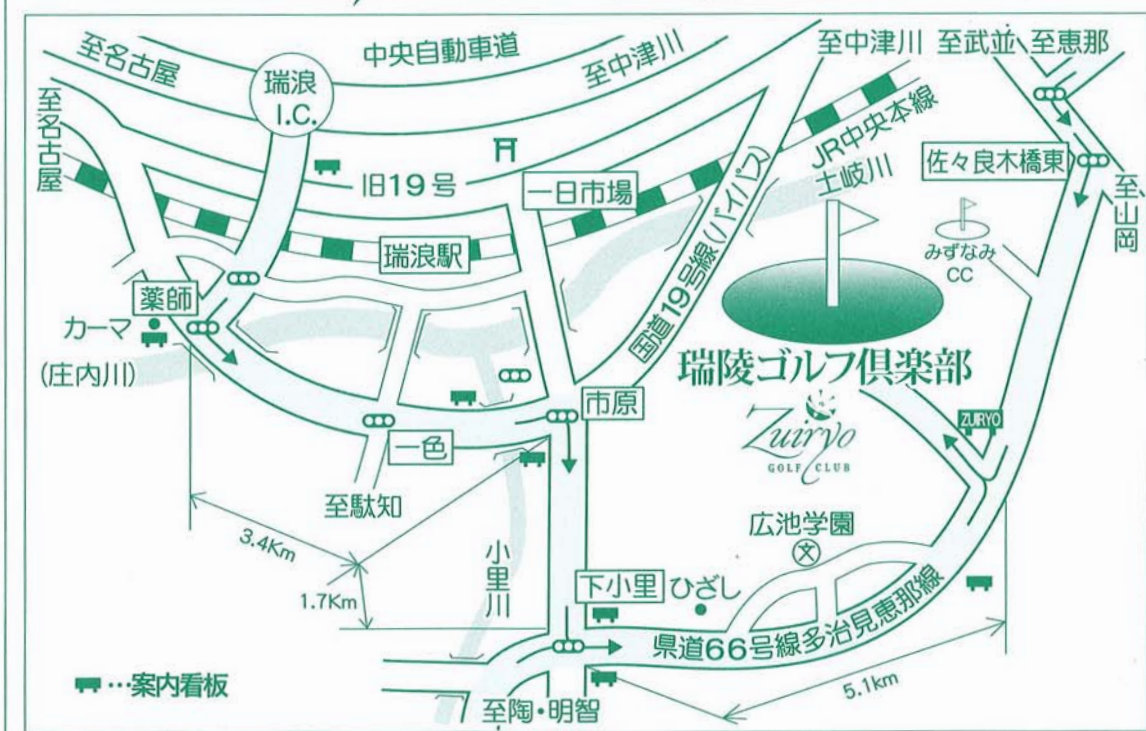 中央自動車道
至名古屋
至中津川
瑞浪
I.C.
至中津川
至武並
至恵那
至名古屋
旧19号
一日市場
JR中央本線
土岐川
佐々良木橋東
至山岡
瑞浪駅
国道19号線(バイパス)
みずなみ
CC
薬師
カーマ
(庄内川)
瑞陵ゴルフ倶楽部
Zuiryo
GOLF CLUB
ZUIRYO
市原
一色
至駄知
3.4Km
1.7Km
小里川
広池学園
文
下小里
ひざし
県道66号線多治見恵那線
5.1km
…案内看板
至陶・明智